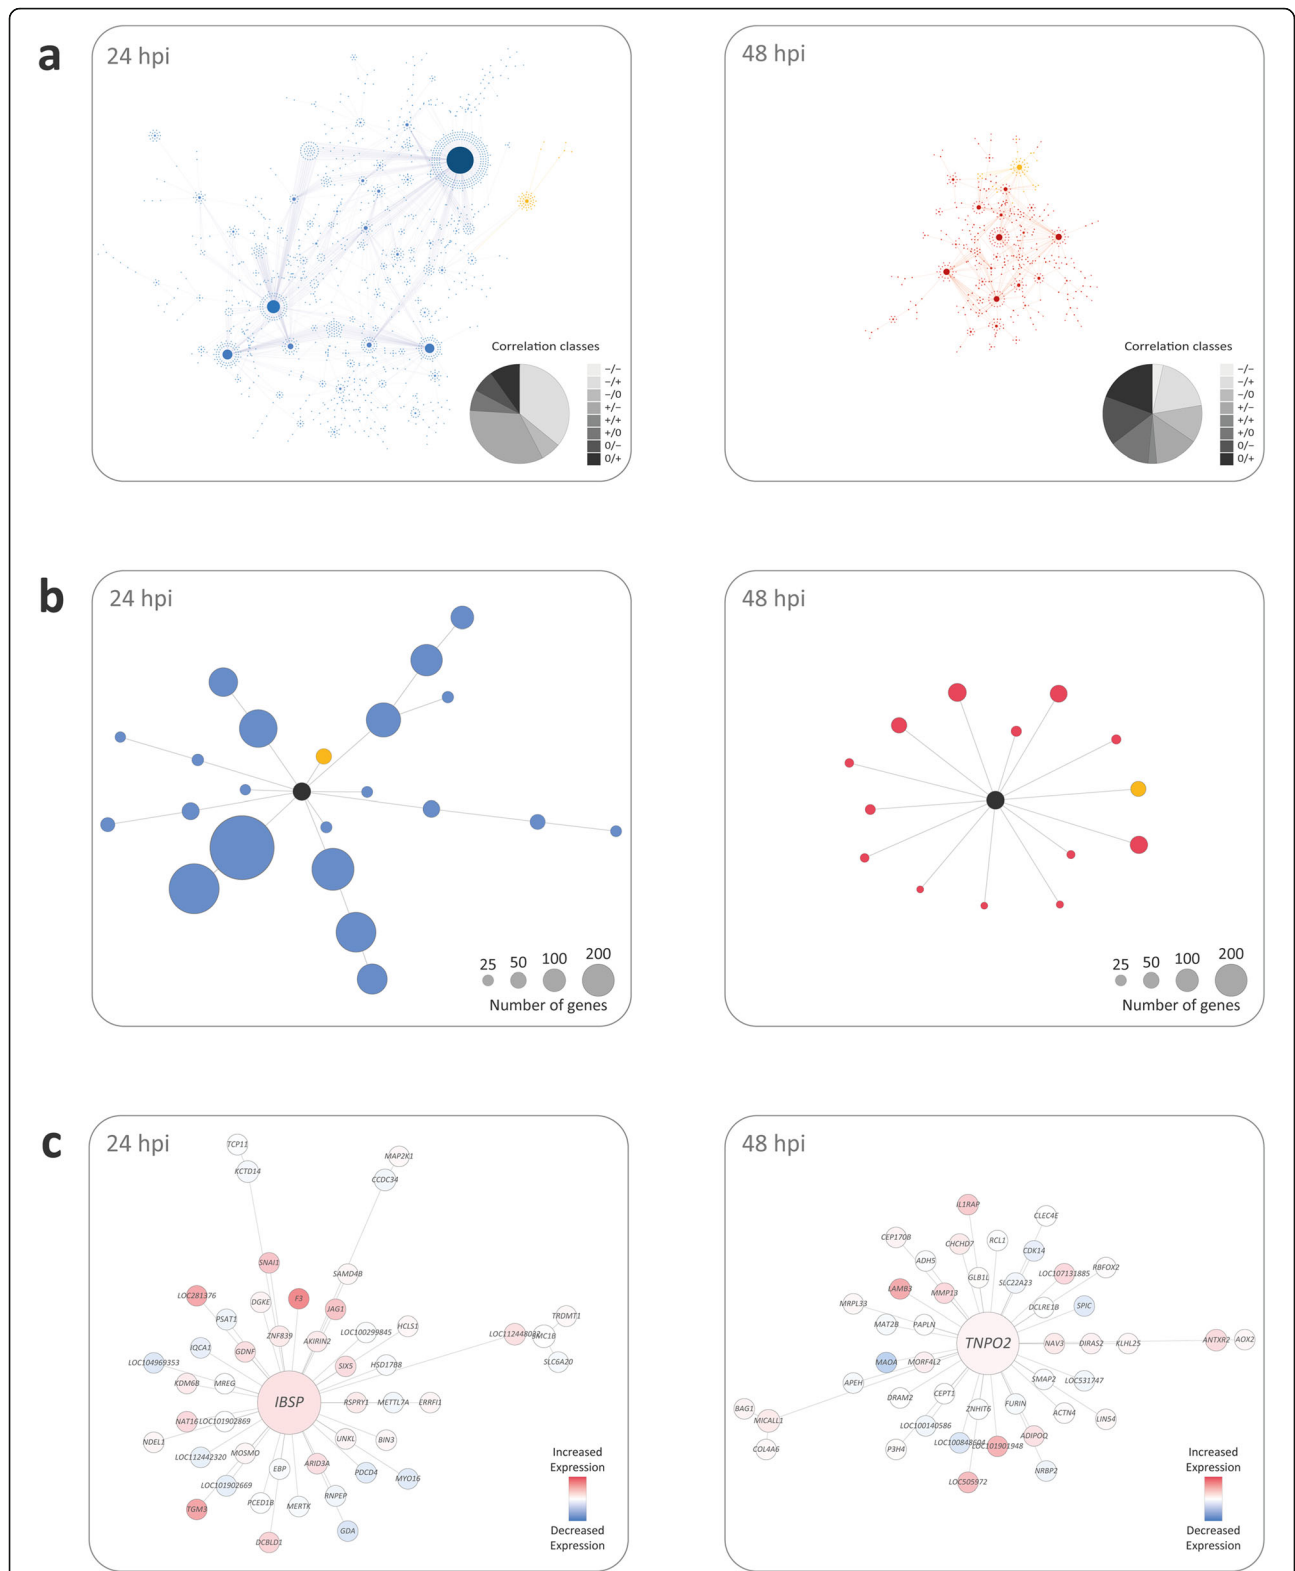 a
24 hpi
Correlation classes
−/−
−/+
−/0
+/−
+/+
+/0
0/−
0/+
48 hpi
Correlation classes
−/−
−/+
−/0
+/−
+/+
+/0
0/−
0/+
b
24 hpi
25 50 100 200
Number of genes
48 hpi
25 50 100 200
Number of genes
c
24 hpi
TCP11
KCTD14
MAP2K1
CCDC34
SNAI1
SAMD4B
LOC281376
DGKE
F3
JAG1
PSAT1
ZNF839
AKIRIN2
LOC100299845
HCLS1
TRDMT1
LOC112448032
SMC1B
SLC6A20
IQCA1
GDNF
LOC104969353
SIX5
HSD17B8
KDM6B
MREG
IBSP
RSPRY1
METTL7A
ERRFI1
NAT16
LOC101902869
NDEL1
MOSMO
UNKL
BIN3
LOC112442320
EBP
ARID3A
PDCD4
MYO16
LOC101902669
PCED1B
MERTK
RNPEP
TGM3
GDA
DCBLD1
Increased
Expression
Decreased
Expression
48 hpi
IL1RAP
CLEC4E
CEP170B
CHCHD7
RCL1
CDK14
ADH5
GLB1L
SLC22A23
LOC107131885
RBFOX2
LAMB3
MMP13
DCLRE1B
SPIC
MRPL33
MAT2B
PAPLN
TNPO2
NAV3
DIRAS2
KLHL25
ANTXR2
AOX2
MAOA
MORF4L2
APEH
SMAP2
LOC531747
DRAM2
CEPT1
ZNHIT6
FURIN
ACTN4
LIN54
BAG1
MICALL1
COL4A6
LOC100140586
P3H4
LOC100848604
LOC101901948
ADIPOQ
LOC505972
NRBP2
Increased
Expression
Decreased
Expression